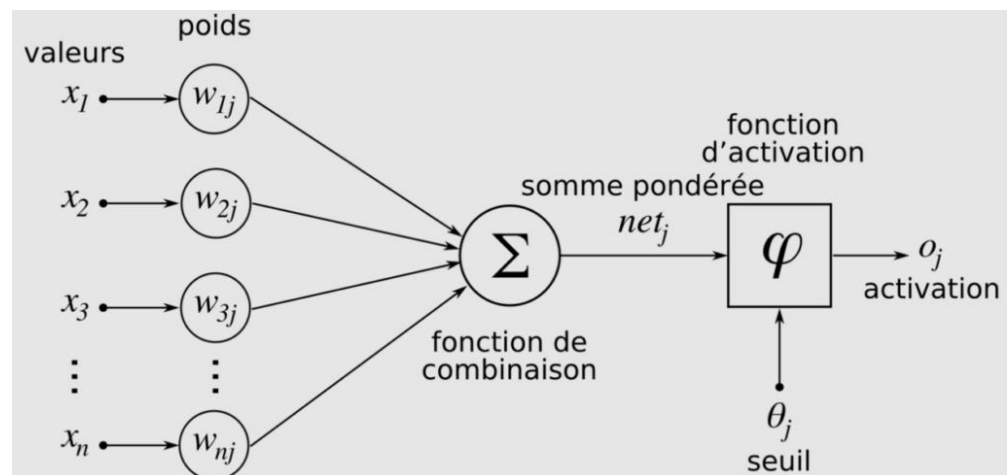 poids
valeurs
x1
w1j
x2
w2j
x3
w3j
⋮ ⋮
xn
wnj
Σ
fonction de
combinaison
somme pondérée
netj
fonction
d'activation
φ
oj
activation
θj
seuil